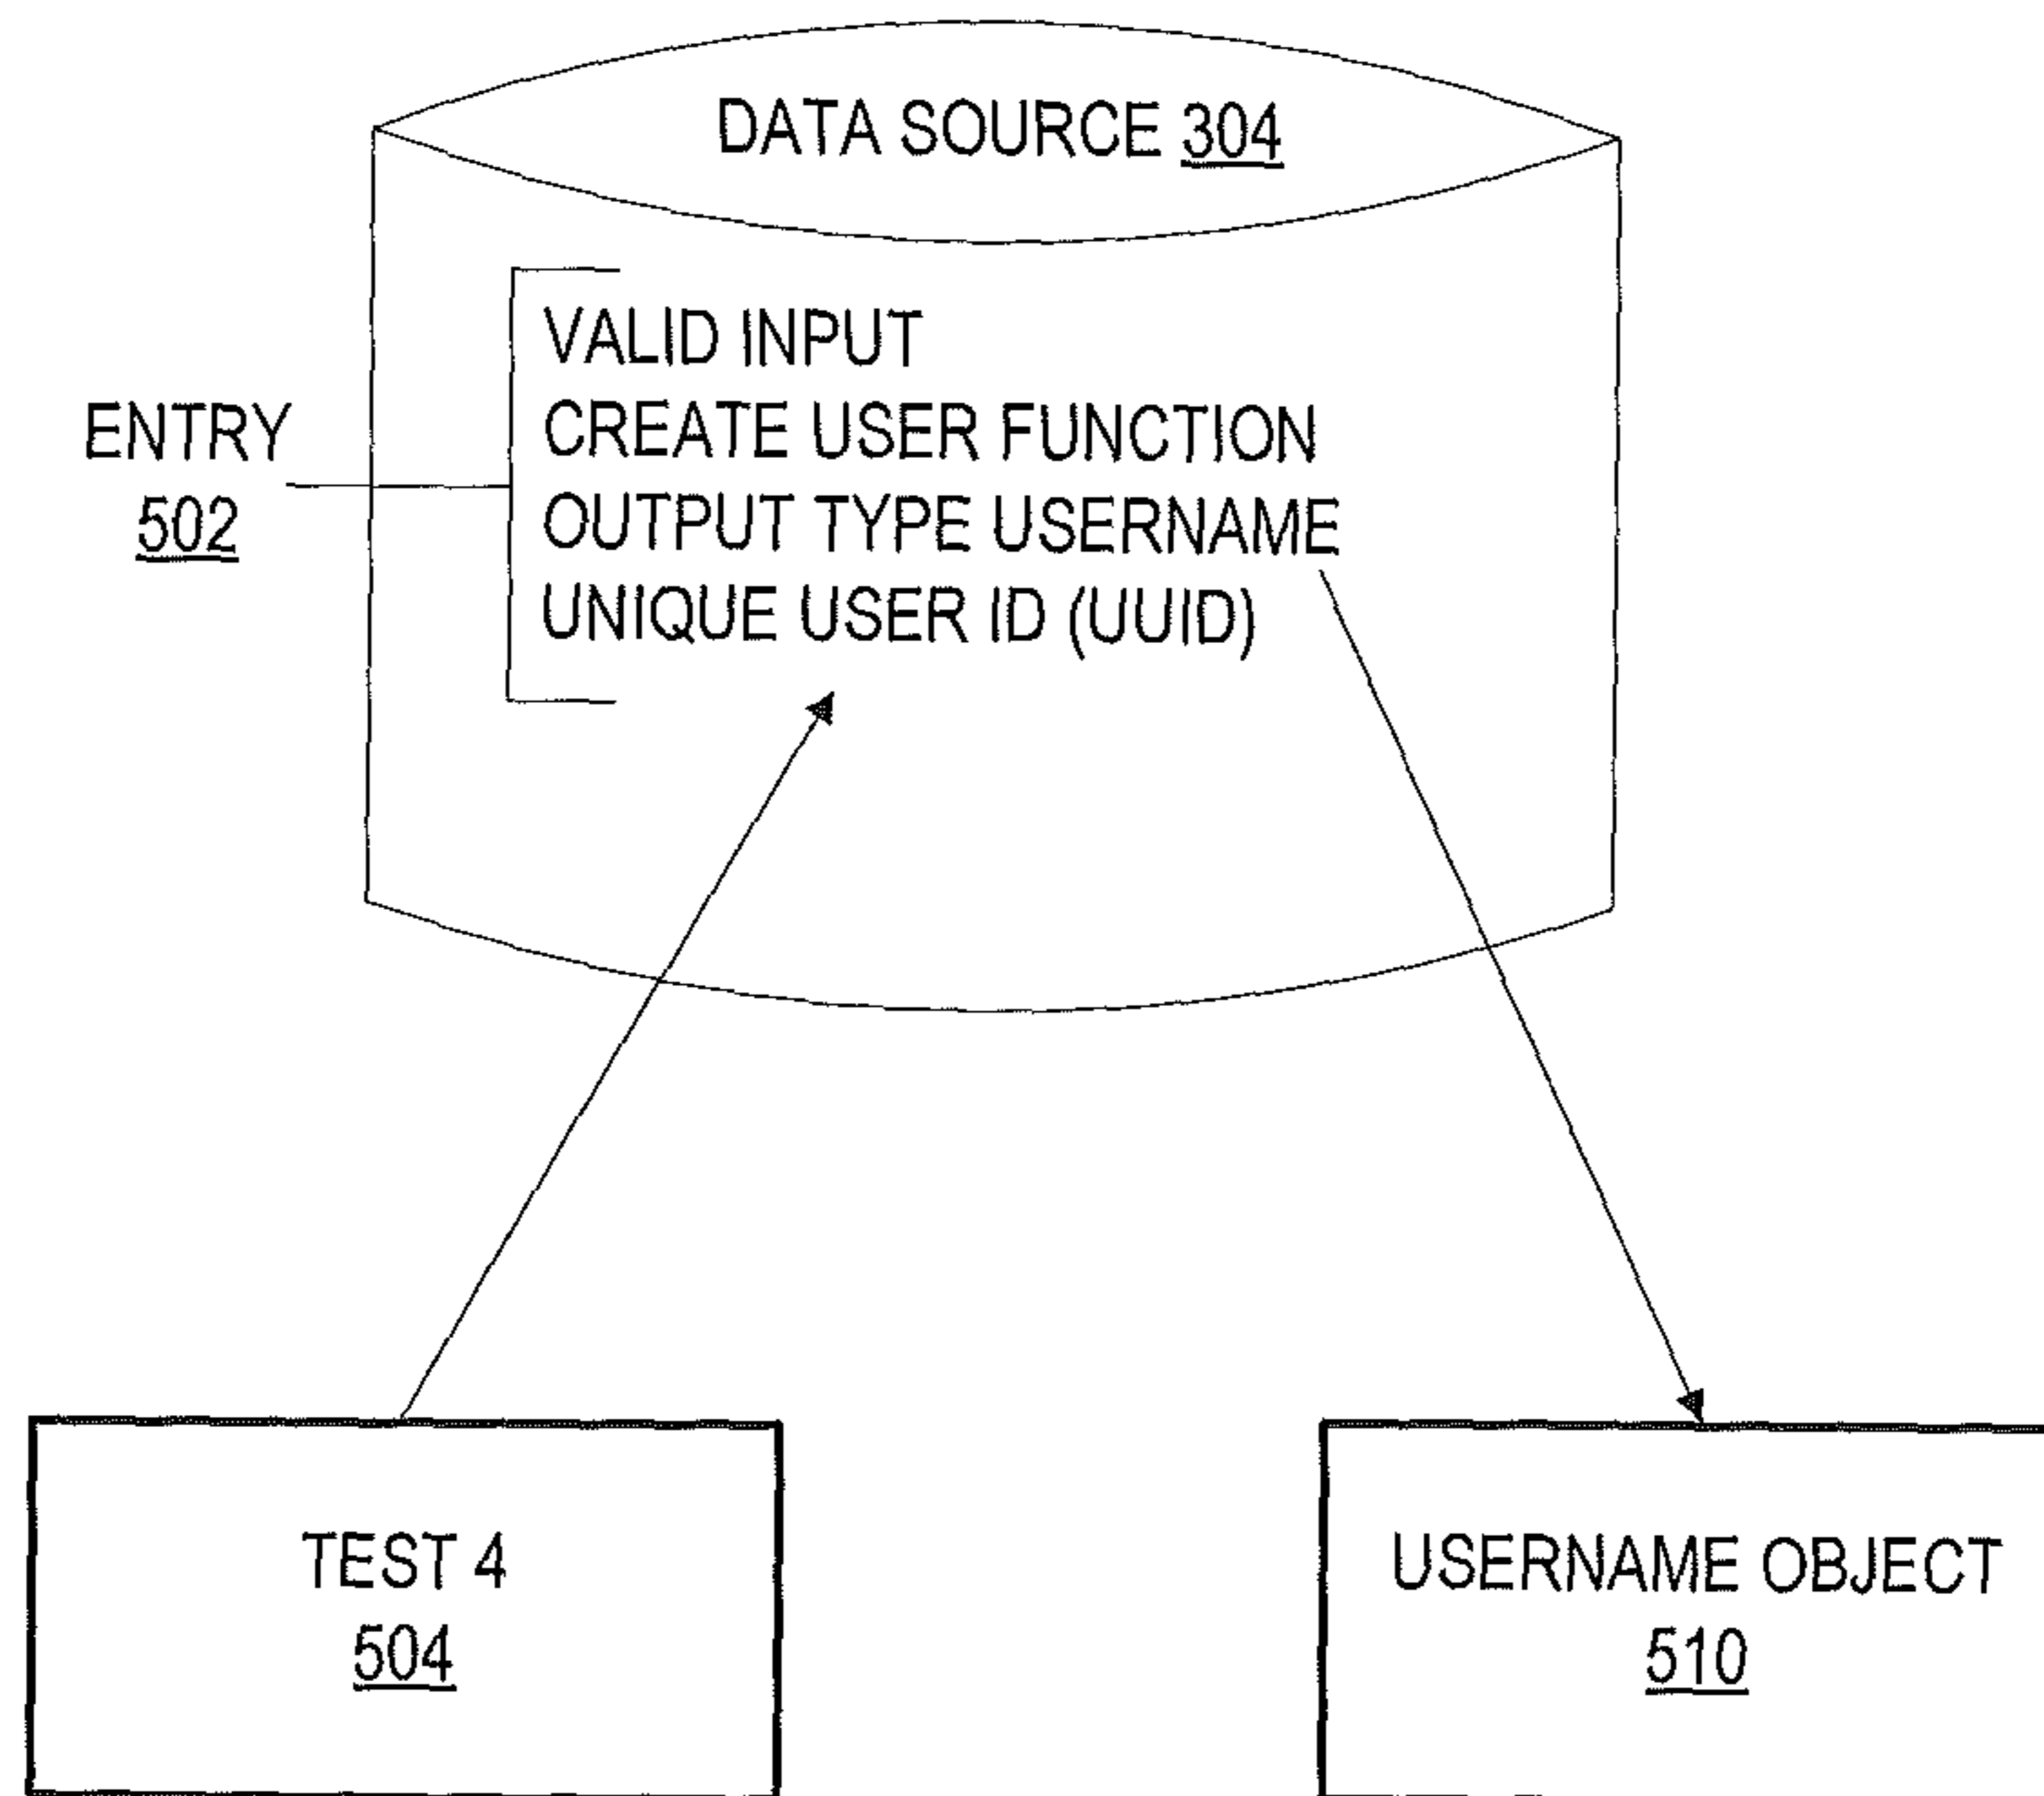 DATA SOURCE 304
VALID INPUT
CREATE USER FUNCTION
OUTPUT TYPE USERNAME
UNIQUE USER ID (UUID)
ENTRY
502
TEST 4
504
USERNAME OBJECT
510